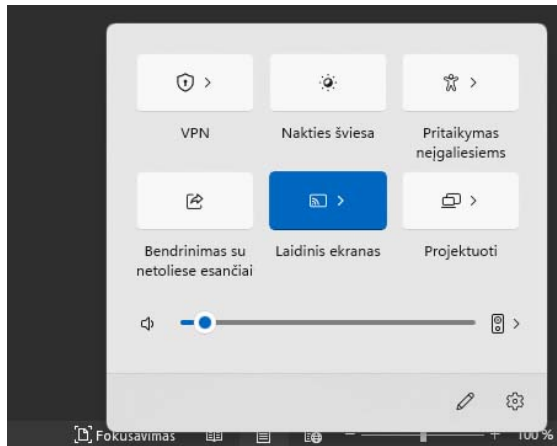 VPN
Nakties šviesa
Pritaikymas
neįgaliesiems
Bendrinimas su
netoliese esančiai
Laidinis ekranas
Projektuoti
Fokusavimas
100 %